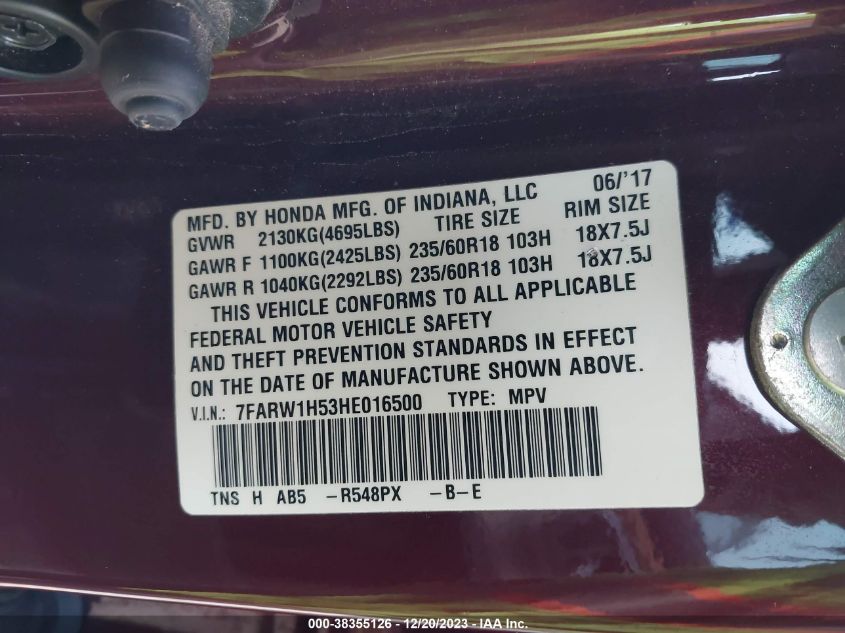 MFD. BY HONDA MFG. OF INDIANA, LLC 06/'17
GVWR 2130KG(4695LBS) TIRE SIZE RIM SIZE
GAWR F 1100KG(2425LBS) 235/60R18 103H 18X7.5J
GAWR R 1040KG(2292LBS) 235/60R18 103H 18X7.5J
THIS VEHICLE CONFORMS TO ALL APPLICABLE
FEDERAL MOTOR VEHICLE SAFETY
AND THEFT PREVENTION STANDARDS IN EFFECT
ON THE DATE OF MANUFACTURE SHOWN ABOVE.
V.I.N.: 7FARW1H53HE016500 TYPE: MPV
TNS H AB5 -R548PX -B-E
000-38355126 - 12/20/2023 - IAA Inc.